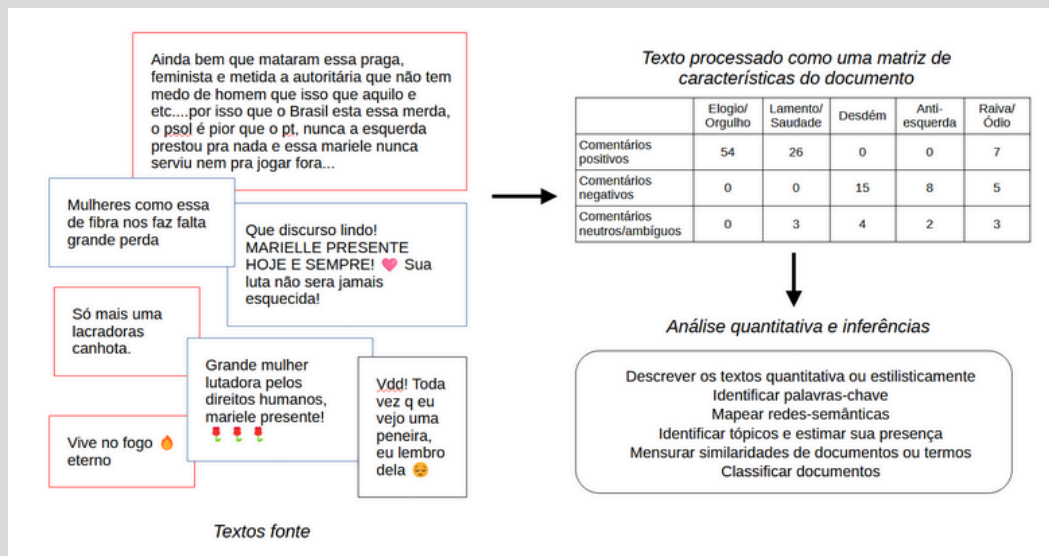 Ainda bem que mataram essa praga,
feminista e metida a autoritária que não tem
medo de homem que isso que aquilo e
etc....por isso que o Brasil esta essa merda,
o psol é pior que o pt, nunca a esquerda
prestou pra nada e essa mariele nunca
serviu nem pra jogar fora...
Mulheres como essa
de fibra nos faz falta
grande perda
Que discurso lindo!
MARIELLE PRESENTE
HOJE E SEMPRE! 💗 Sua
luta não sera jamais
esquecida!
Só mais uma
lacradoras
canhota.
Grande mulher
lutadora pelos
direitos humanos,
mariele presente!
🌹 🌹 🌹
Vdd! Toda
vez q eu
vejo uma
peneira,
eu lembro
dela 😔
Vive no fogo 🔥
eterno
Textos fonte
Texto processado como uma matriz de
características do documento
Elogio/ Lamento/ Desdém Anti- Raiva/
Orgulho Saudade esquerda Ódio
Comentários
positivos 54 26 0 0 7
Comentários
negativos 0 0 15 8 5
Comentários
neutros/ambíguos 0 3 4 2 3
Análise quantitativa e inferências
Descrever os textos quantitativa ou estilisticamente
Identificar palavras-chave
Mapear redes-semânticas
Identificar tópicos e estimar sua presença
Mensurar similaridades de documentos ou termos
Classificar documentos